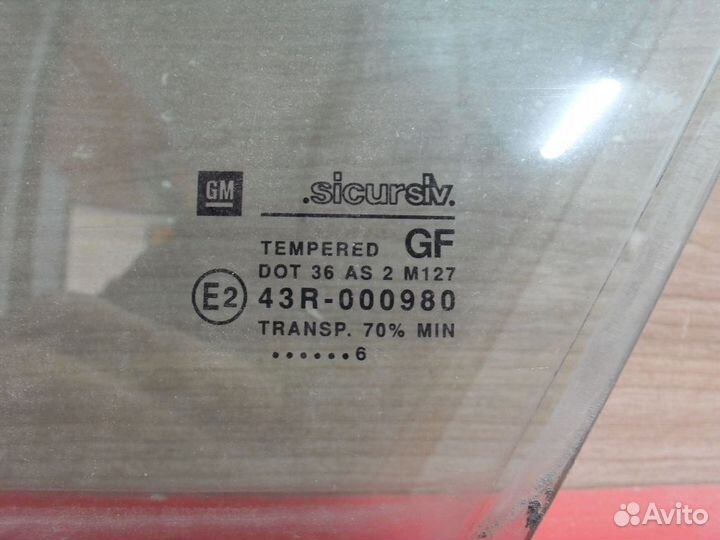 GM .sicursiv.
TEMPERED GF
DOT 36 AS 2 M127
E2 43R-000980
TRANSP. 70% MIN
......6
Avito